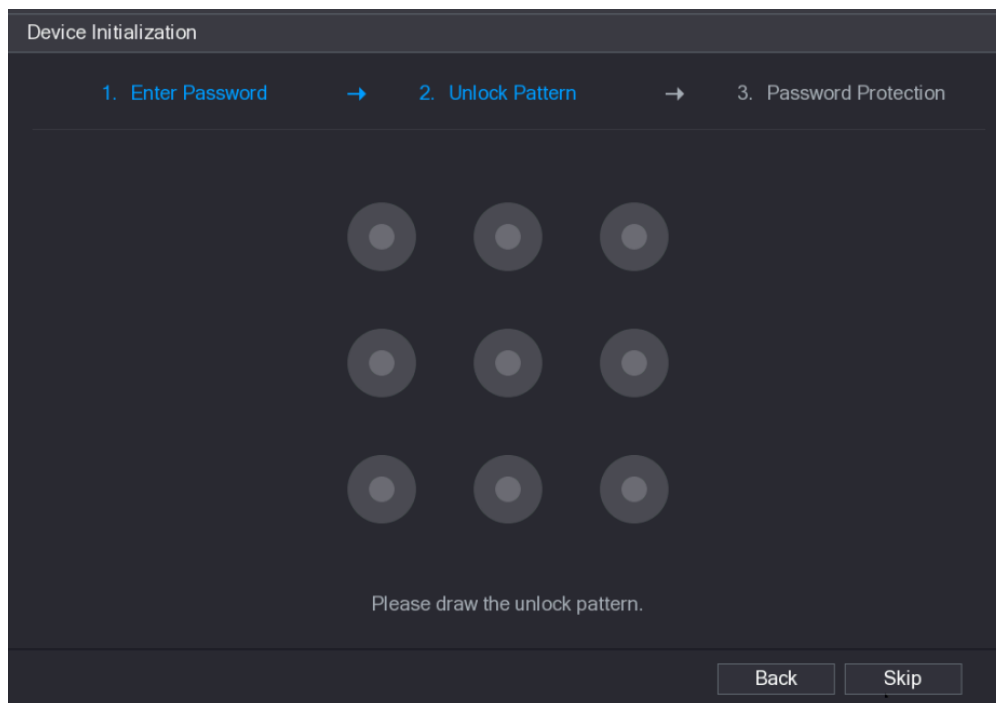 Device Initialization
1. Enter Password → 2. Unlock Pattern → 3. Password Protection
Please draw the unlock pattern.
Back Skip